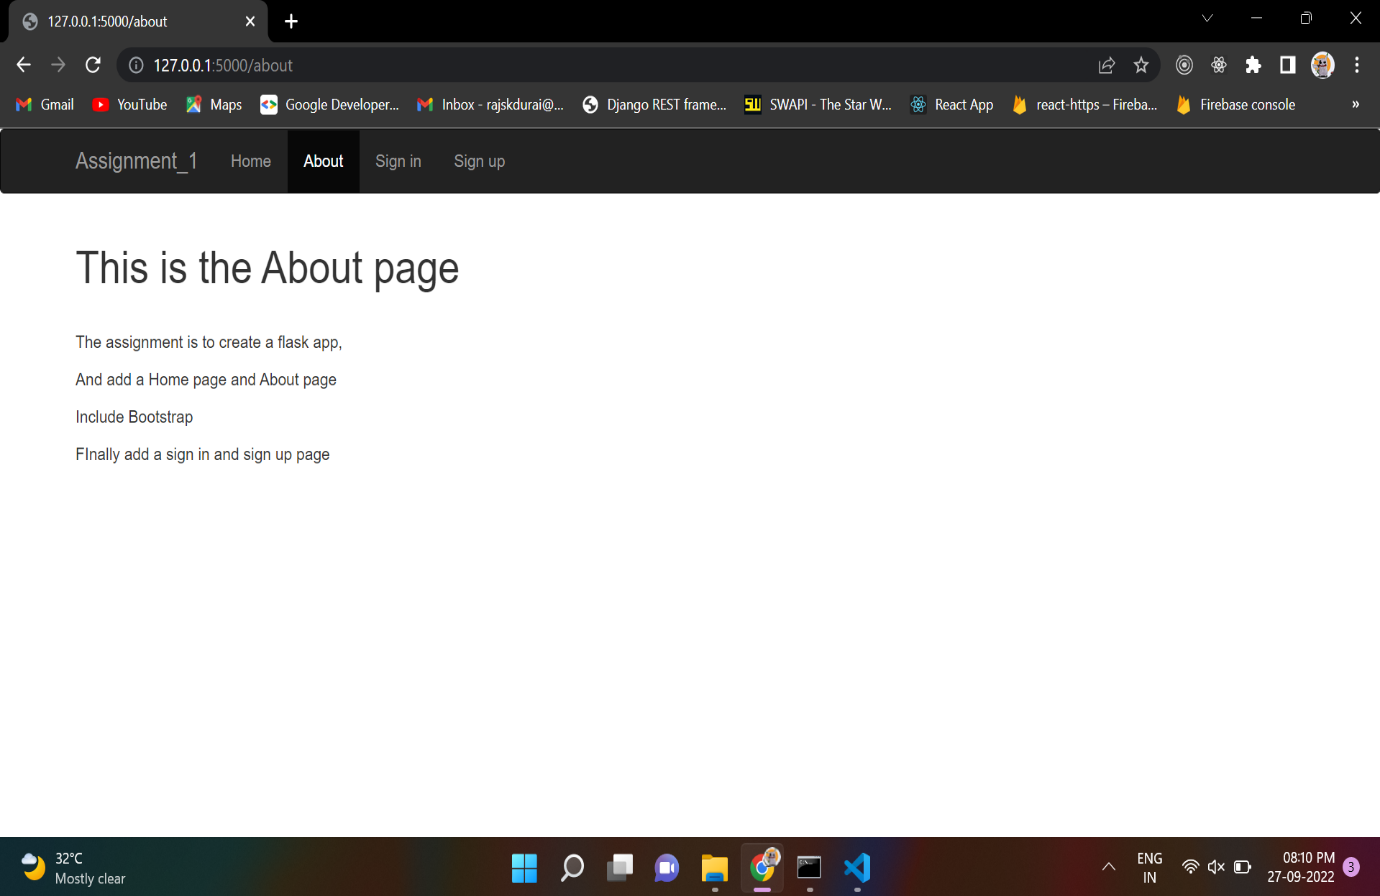 127.0.0.1:5000/about
127.0.0.1:5000/about
Gmail YouTube Maps Google Developer... Inbox - rajskdurai@... Django REST frame... SWAPI - The Star W... React App react-https – Fireba... Firebase console »
Assignment_1 Home About Sign in Sign up
This is the About page
The assignment is to create a flask app,
And add a Home page and About page
Include Bootstrap
FInally add a sign in and sign up page
32°C
Mostly clear
ENG
IN
08:10 PM
27-09-2022
3